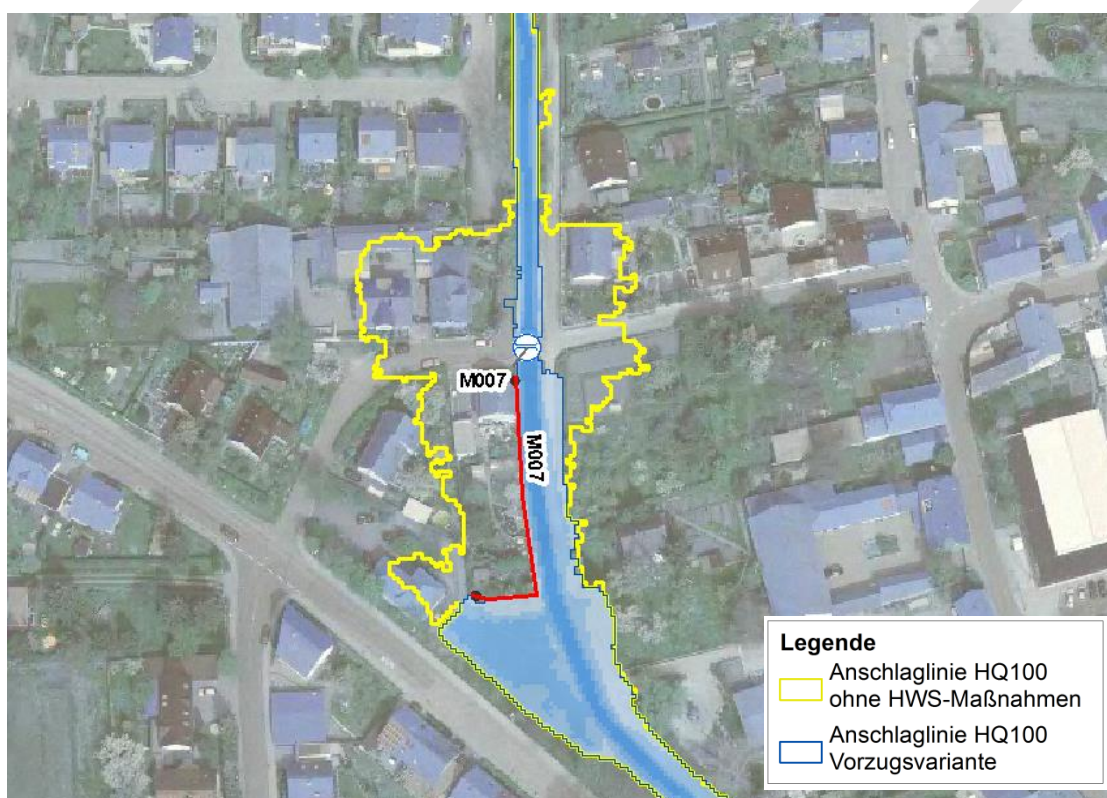 M007
M007
Legende
Anschlaglinie HQ100
ohne HWS-Maßnahmen
Anschlaglinie HQ100
Vorzugsvariante